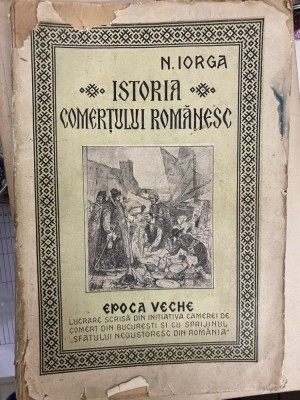 N. IORGA
ISTORIA
COMERȚULUI ROMÂNESC
EPOCA VECHE
LUCRARE SCRISĂ DIN INIȚIATIVA CAMEREI DE
COMERȚ DIN BUCUREȘTI ȘI CU SPRIJINUL
„SFATULUI NEGUSTORESC DIN ROMÂNIA”